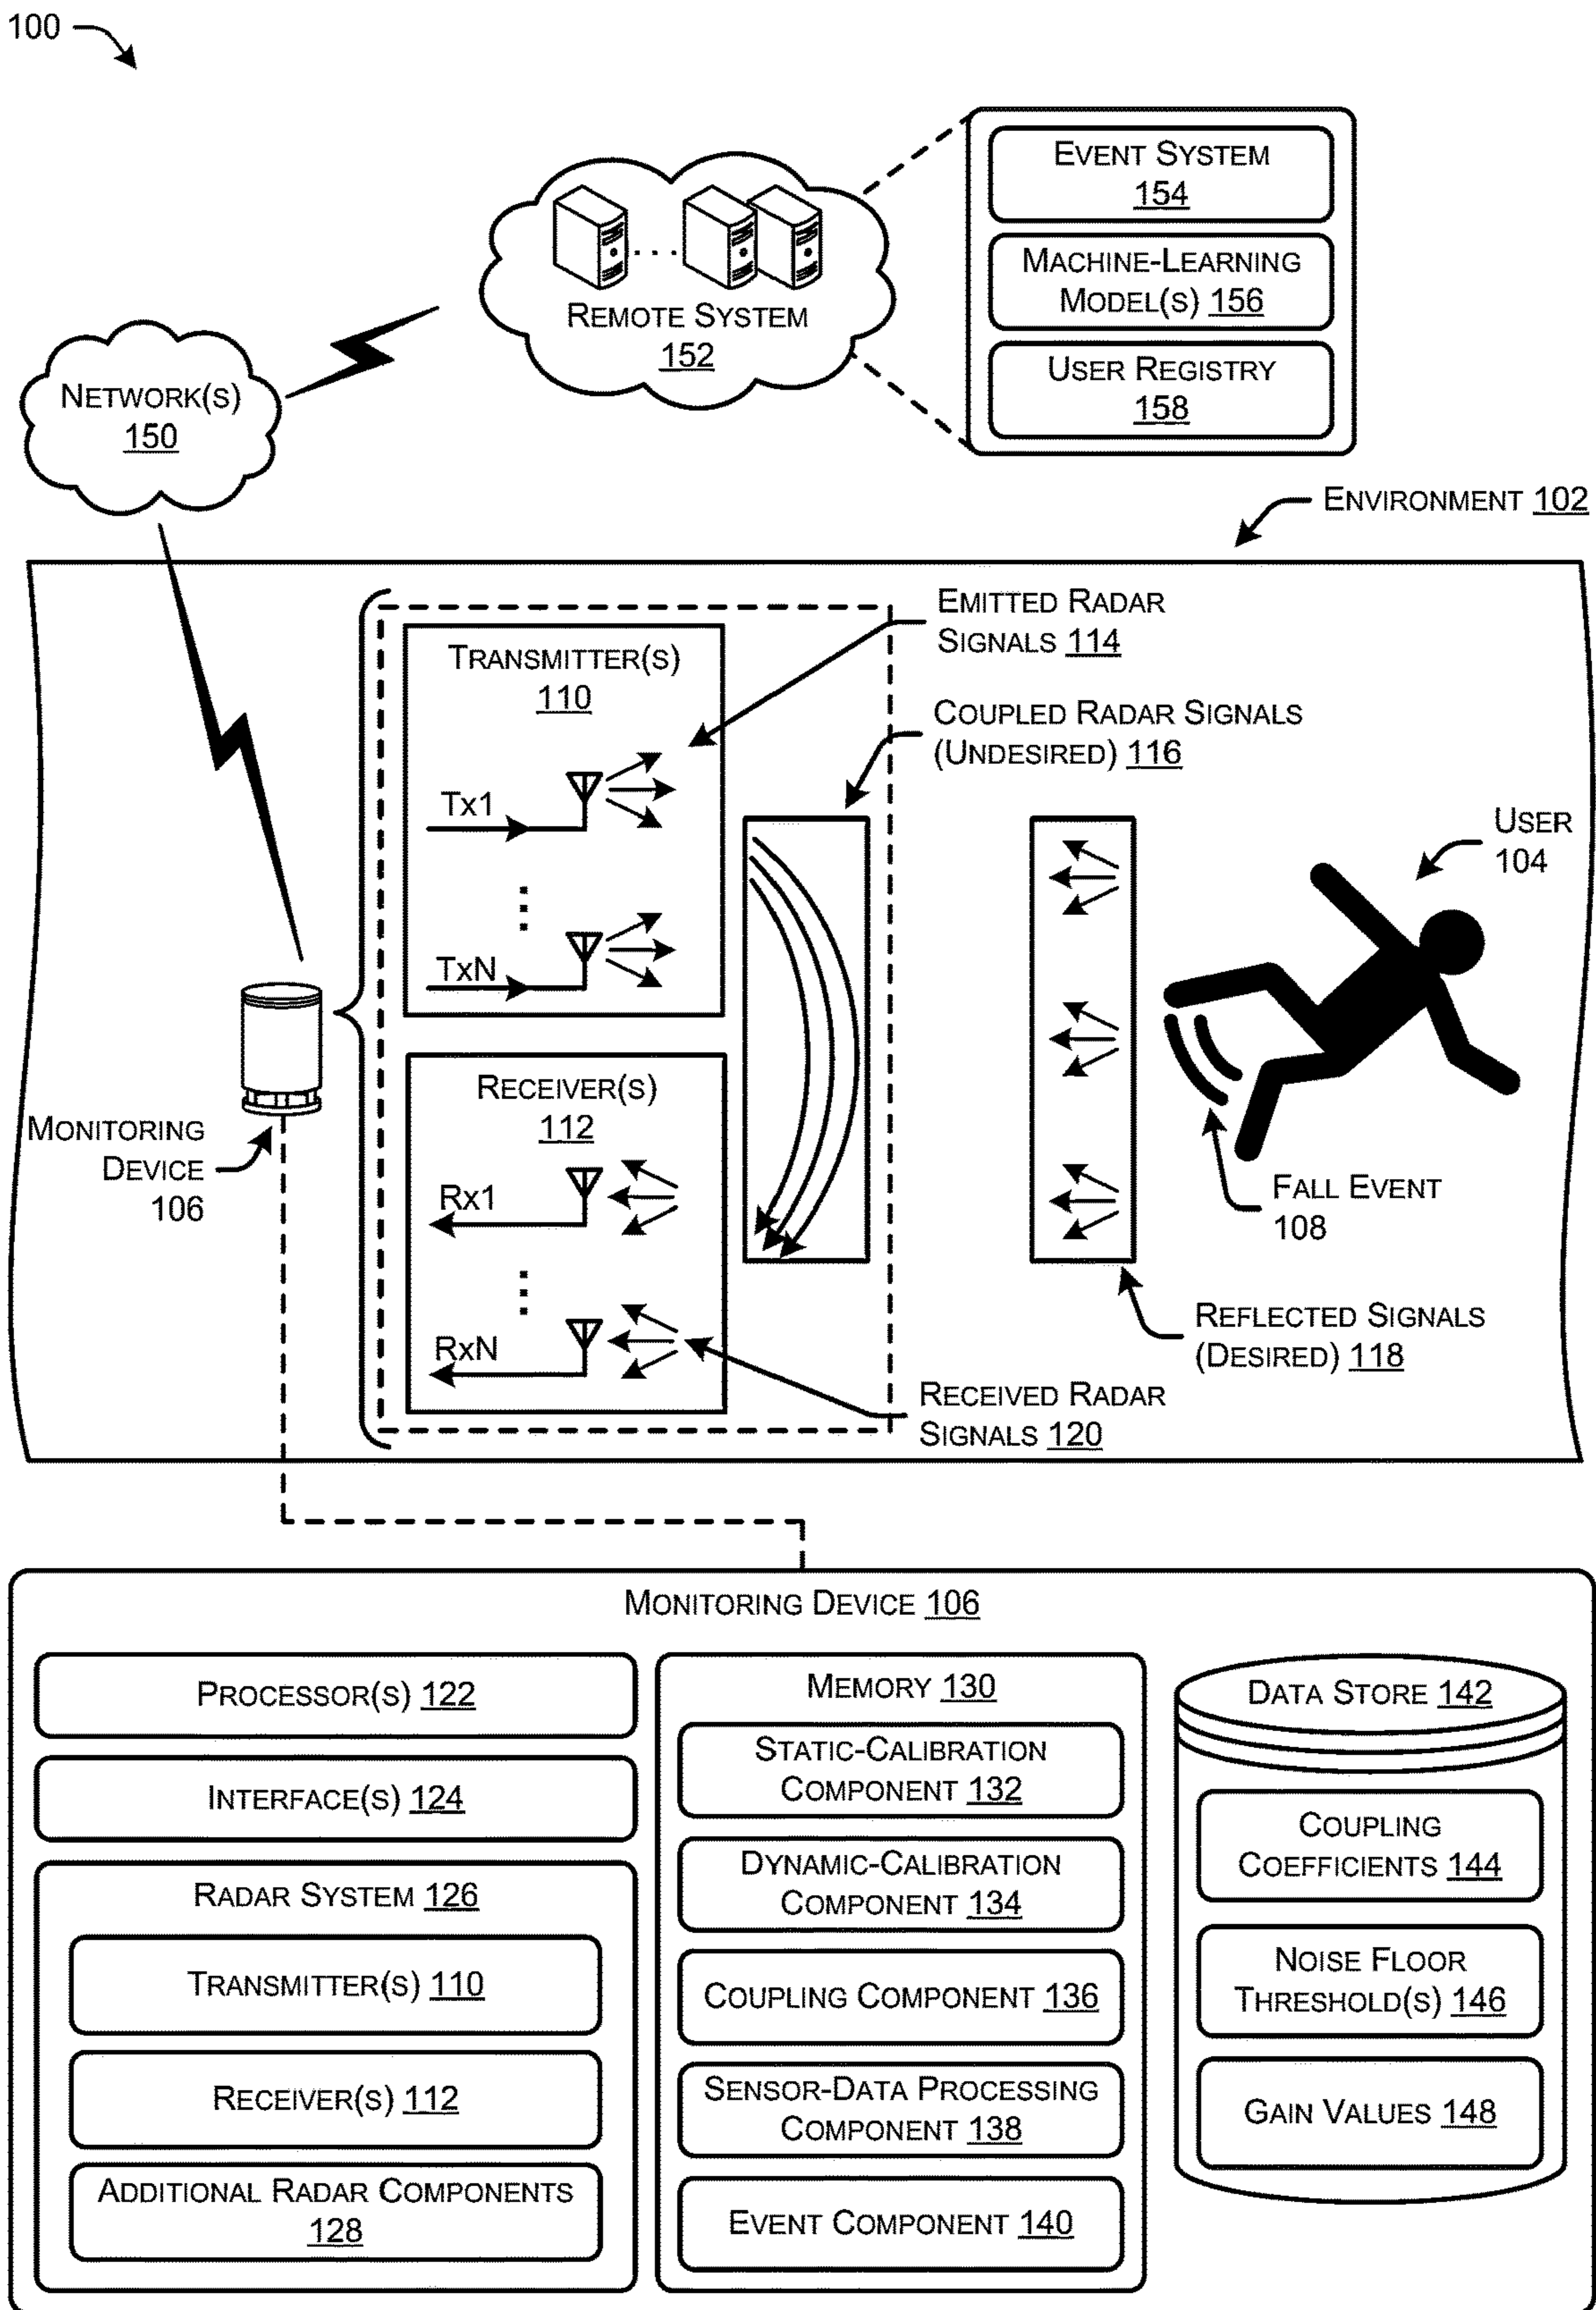 100
EVENT SYSTEM
154
MACHINE-LEARNING
MODEL(S) 156
USER REGISTRY
158
REMOTE SYSTEM
152
NETWORK(S)
150
ENVIRONMENT 102
EMITTED RADAR
SIGNALS 114
TRANSMITTER(S)
110
Tx1
TxN
COUPLED RADAR SIGNALS
(UNDESIRED) 116
USER
104
RECEIVER(S)
112
Rx1
RxN
MONITORING
DEVICE
106
FALL EVENT
108
REFLECTED SIGNALS
(DESIRED) 118
RECEIVED RADAR
SIGNALS 120
MONITORING DEVICE 106
PROCESSOR(S) 122
INTERFACE(S) 124
RADAR SYSTEM 126
TRANSMITTER(S) 110
RECEIVER(S) 112
ADDITIONAL RADAR COMPONENTS
128
MEMORY 130
STATIC-CALIBRATION
COMPONENT 132
DYNAMIC-CALIBRATION
COMPONENT 134
COUPLING COMPONENT 136
SENSOR-DATA PROCESSING
COMPONENT 138
EVENT COMPONENT 140
DATA STORE 142
COUPLING
COEFFICIENTS 144
NOISE FLOOR
THRESHOLD(S) 146
GAIN VALUES 148